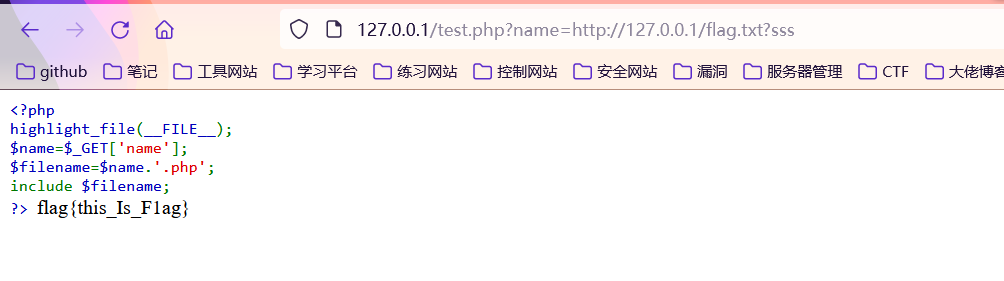 127.0.0.1/test.php?name=http://127.0.0.1/flag.txt?sss
github 笔记 工具网站 学习平台 练习网站 控制网站 安全网站 漏洞 服务器管理 CTF 大佬博客
<?php
highlight_file(__FILE__);
$name=$_GET['name'];
$filename=$name.'.php';
include $filename;
?> flag{this_Is_F1ag}